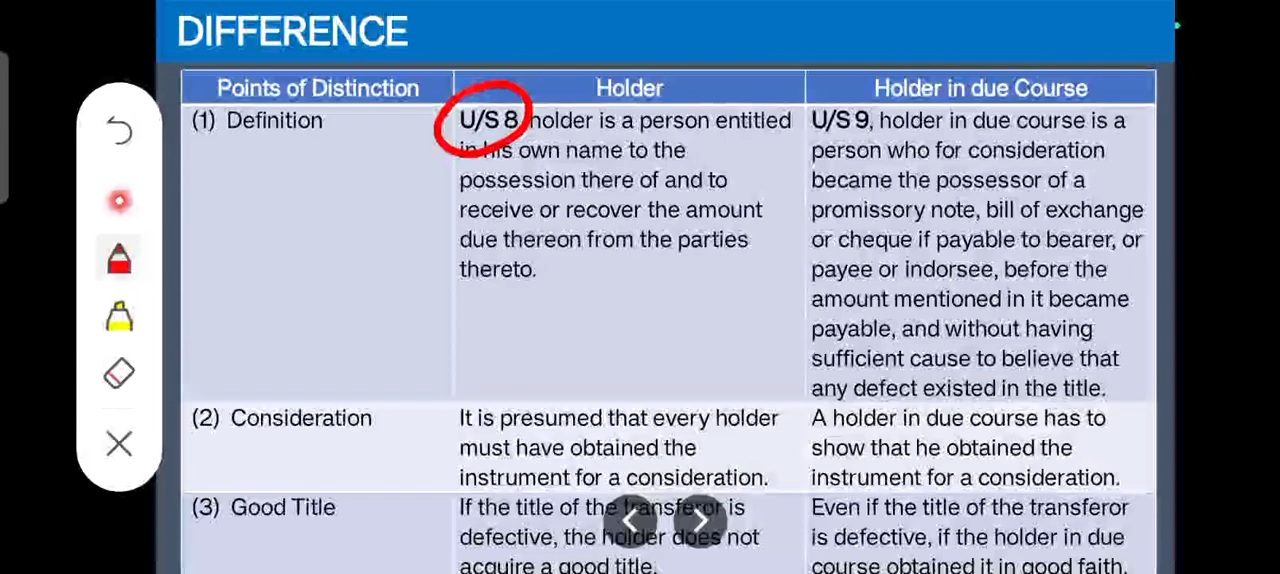 DIFFERENCE
Points of Distinction
Holder
Holder in due Course
(1) Definition
U/S 8, holder is a person entitled
in his own name to the
possession there of and to
receive or recover the amount
due thereon from the parties
thereto.
U/S 9, holder in due course is a
person who for consideration
became the possessor of a
promissory note, bill of exchange
or cheque if payable to bearer, or
payee or indorsee, before the
amount mentioned in it became
payable, and without having
sufficient cause to believe that
any defect existed in the title.
(2) Consideration
It is presumed that every holder
must have obtained the
instrument for a consideration.
A holder in due course has to
show that he obtained the
instrument for a consideration.
(3) Good Title
If the title of the transferor is
defective, the holder does not
acquire a good title.
Even if the title of the transferor
is defective, if the holder in due
course obtained it in good faith,